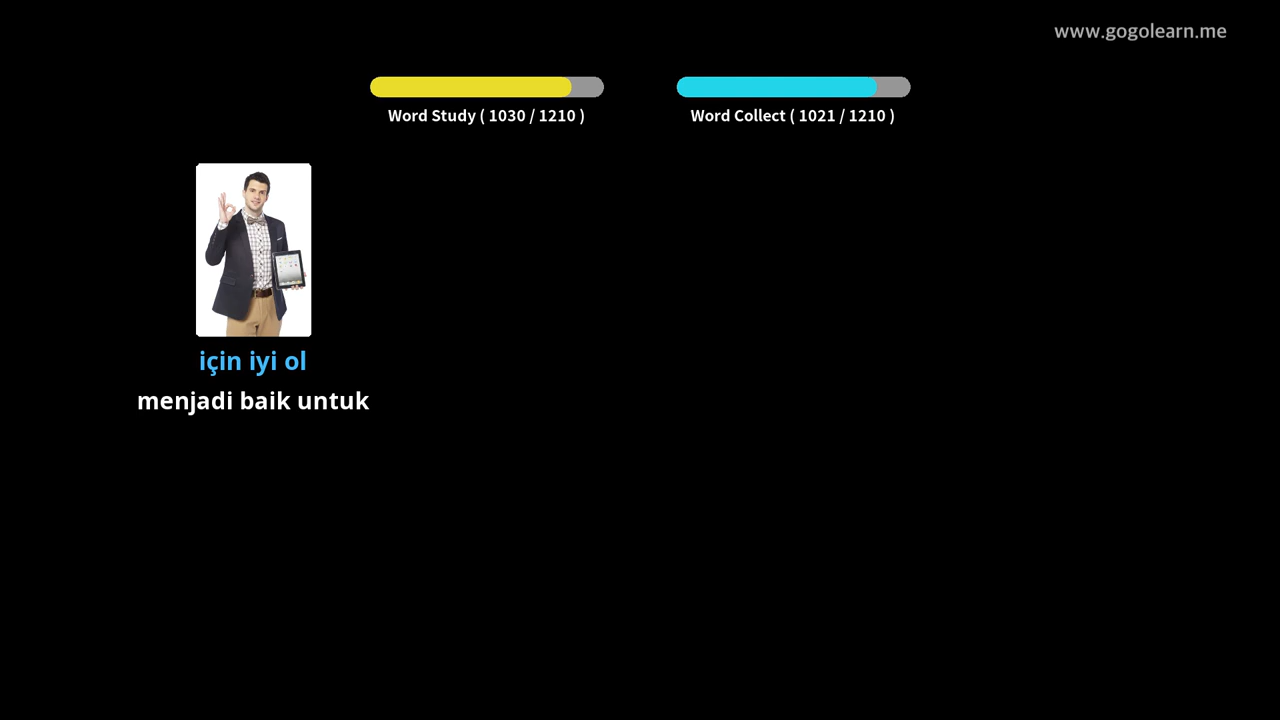 www.gogolearn.me
Word Study ( 1030 / 1210 )
Word Collect ( 1021 / 1210 )
için iyi ol
menjadi baik untuk